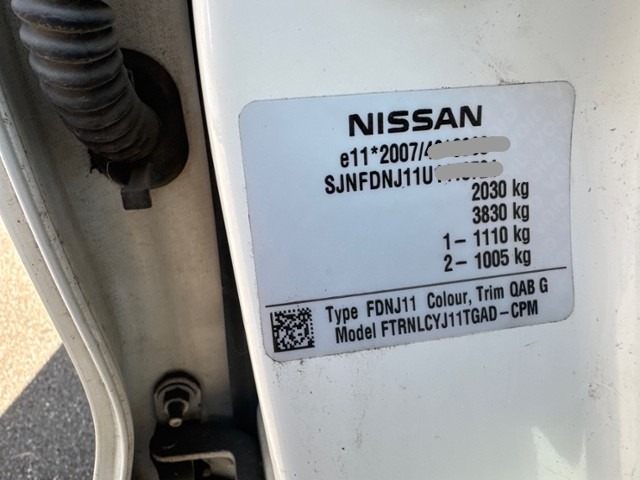 NISSAN
e11*2007/
SJNFDNJ11U
2030 kg
3830 kg
1- 1110 kg
2- 1005 kg
Type FDNJ11 Colour, Trim QAB G
Model FTRNLCYJ11TGAD-CPM